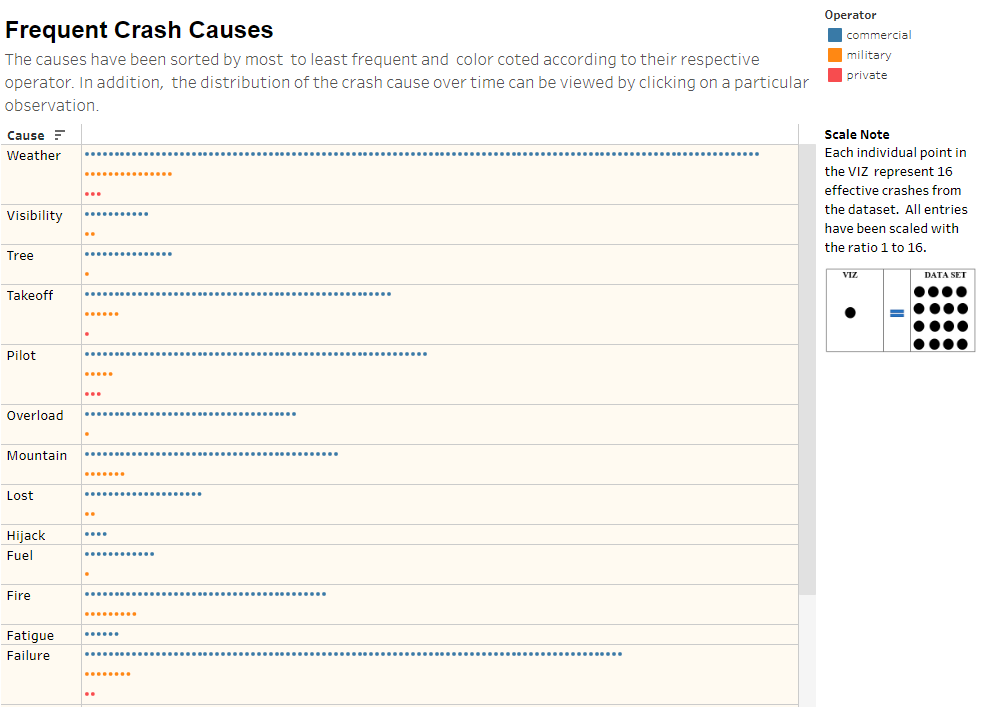 Frequent Crash Causes
The causes have been sorted by most to least frequent and color coted according to their respective
operator. In addition, the distribution of the crash cause over time can be viewed by clicking on a particular
observation.
Operator
commercial
military
private
Cause
Weather
Visibility
Tree
Takeoff
Pilot
Overload
Mountain
Lost
Hijack
Fuel
Fire
Fatigue
Failure
Scale Note
Each individual point in
the VIZ represent 16
effective crashes from
the dataset. All entries
have been scaled with
the ratio 1 to 16.
VIZ
DATA SET
=